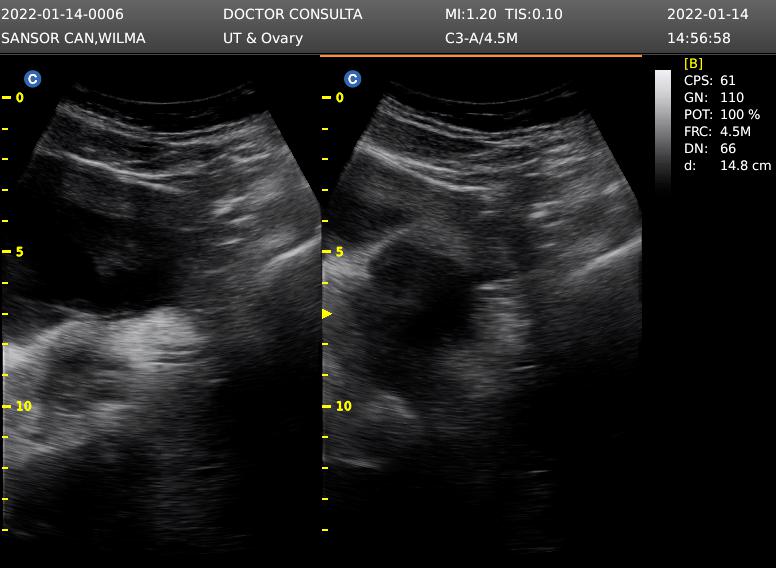 2022-01-14-0006 DOCTOR CONSULTA MI:1.20 TIS:0.10 2022-01-14
SANSOR CAN,WILMA UT & Ovary C3-A/4.5M 14:56:58
C C
[B]
CPS: 61
GN: 110
POT: 100 %
FRC: 4.5M
DN: 66
d: 14.8 cm
0 0
5 5
10 10